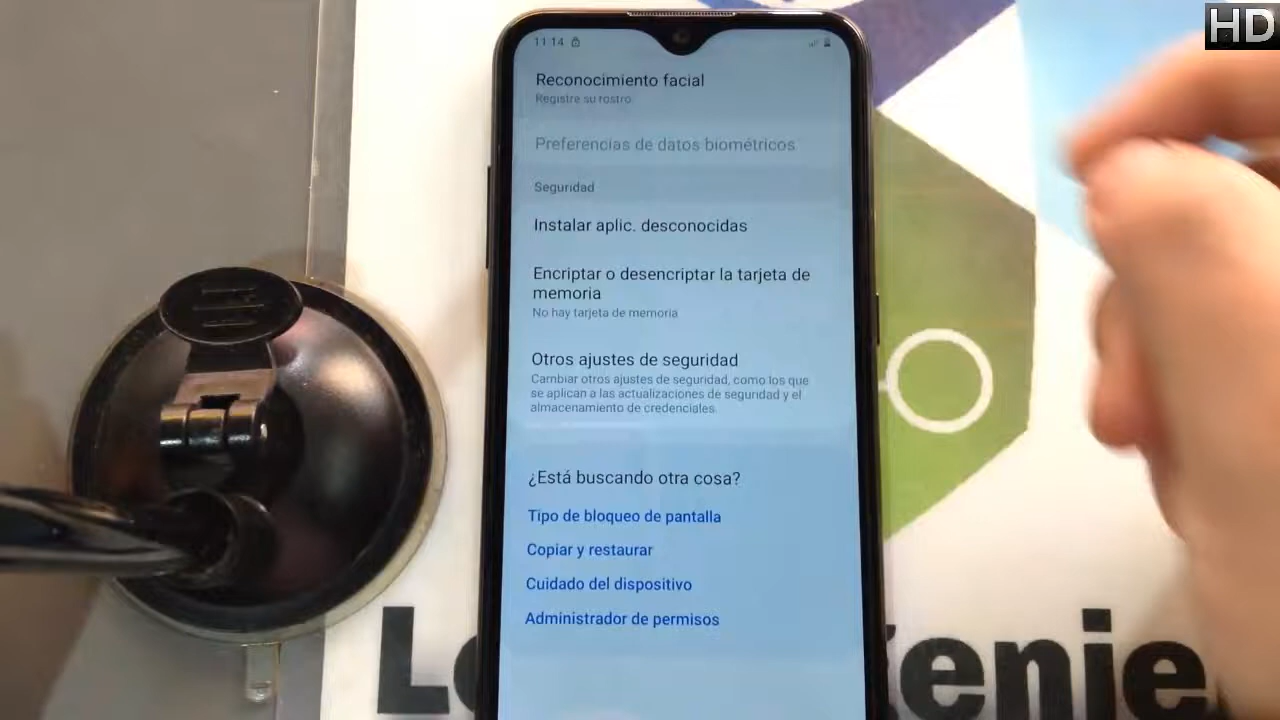 HD
11:14
Reconocimiento facial
Registre su rostro
Preferencias de datos biométricos
Seguridad
Instalar aplic. desconocidas
Encriptar o desencriptar la tarjeta de
memoria
No hay tarjeta de memoria
Otros ajustes de seguridad
Cambiar otros ajustes de seguridad, como los que
se aplican a las actualizaciones de seguridad y el
almacenamiento de credenciales.
¿Está buscando otra cosa?
Tipo de bloqueo de pantalla
Copiar y restaurar
Cuidado del dispositivo
Administrador de permisos